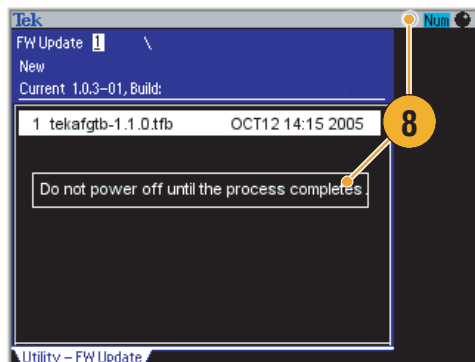 Tek
Num
FW Update 1 \
New
Current 1.0.3-01, Build:
1 tekafgtb-1.1.0.tfb OCT12 14:15 2005
8
Do not power off until the process completes.
Utility - FW Update